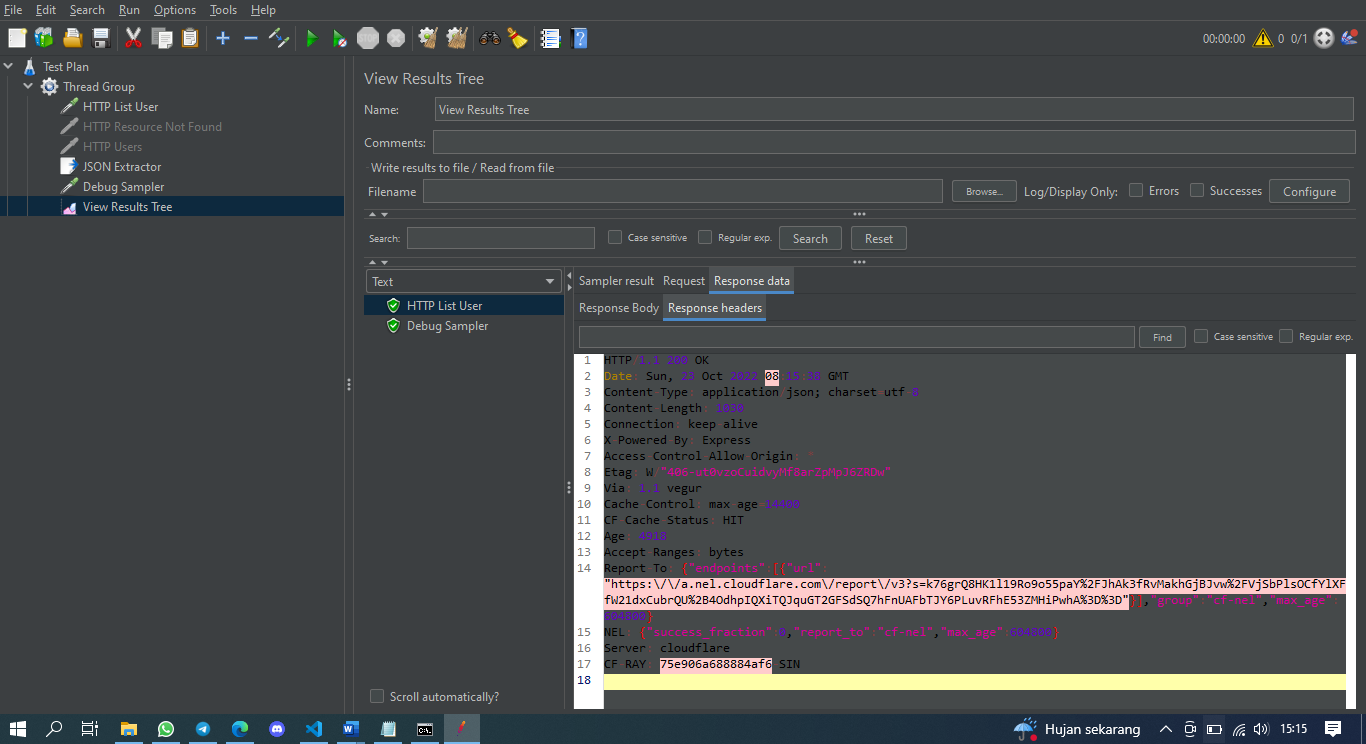 File Edit Search Run Options Tools Help
00:00:00 0 0/1
Test Plan
Thread Group
HTTP List User
HTTP Resource Not Found
HTTP Users
JSON Extractor
Debug Sampler
View Results Tree
View Results Tree
Name: View Results Tree
Comments:
Write results to file / Read from file
Filename Browse... Log/Display Only: Errors Successes Configure
Search: Case sensitive Regular exp. Search Reset
Text
HTTP List User
Debug Sampler
Scroll automatically?
Sampler result Request Response data
Response Body Response headers
Find Case sensitive Regular exp.
1 HTTP 1.1 200 OK
2 Date: Sun, 23 Oct 2022 08 15 38 GMT
3 Content Type application json; charset utf 8
4 Content Length 1030
5 Connection keep alive
6 X Powered By Express
7 Access Control Allow Origin *
8 Etag W
9 Via 1.1 vegur
10 Cache Control max age 14400
11 CF Cache Status HIT
12 Age 4918
13 Accept Ranges bytes
14 Report To {"endpoints":[{"url":
"https:\/\/a.nel.cloudflare.com\/report\/v3?s=k76grQ8HK1l19Ro9o55paY%2FJhAk3fRvMakhGjBJvw%2FVjSbPlsOCfYlXF
fW21dxCubrQU%2B4OdhpIQXiTQJquGT2GFSdSQ7hFnUAFbTJY6PLuvRFhE53ZMHiPwhA%3D%3D"}],"group":"cf-nel","max_age":
604800}
15 NEL {"success_fraction":0,"report_to":"cf-nel","max_age":604800}
16 Server cloudflare
17 CF RAY 75e906a688884af6 SIN
18
Hujan sekarang 15:15